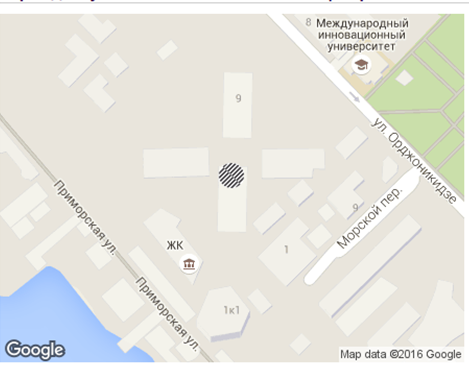 8
Международный
инновационный
университет
9
ул. Орджоникидзе
Приморская ул.
Морской пер.
9
ЖК
1
Приморская ул.
1к1
Google
Map data ©2016 Google